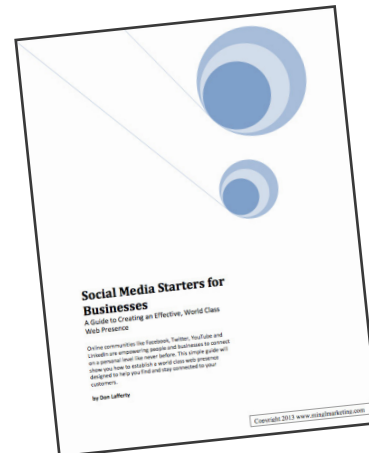 Social Media Starters for
Businesses
A Guide to Creating an Effective, World Class
Web Presence
Online communities like Facebook, Twitter, YouTube and
LinkedIn are empowering people and businesses to connect
on a personal level like never before. This simple guide will
show you how to establish a world class web presence
designed to help you find and stay connected to your
customers.
by Don Lafferty
Copyright 2013 www.minglmarketing.com